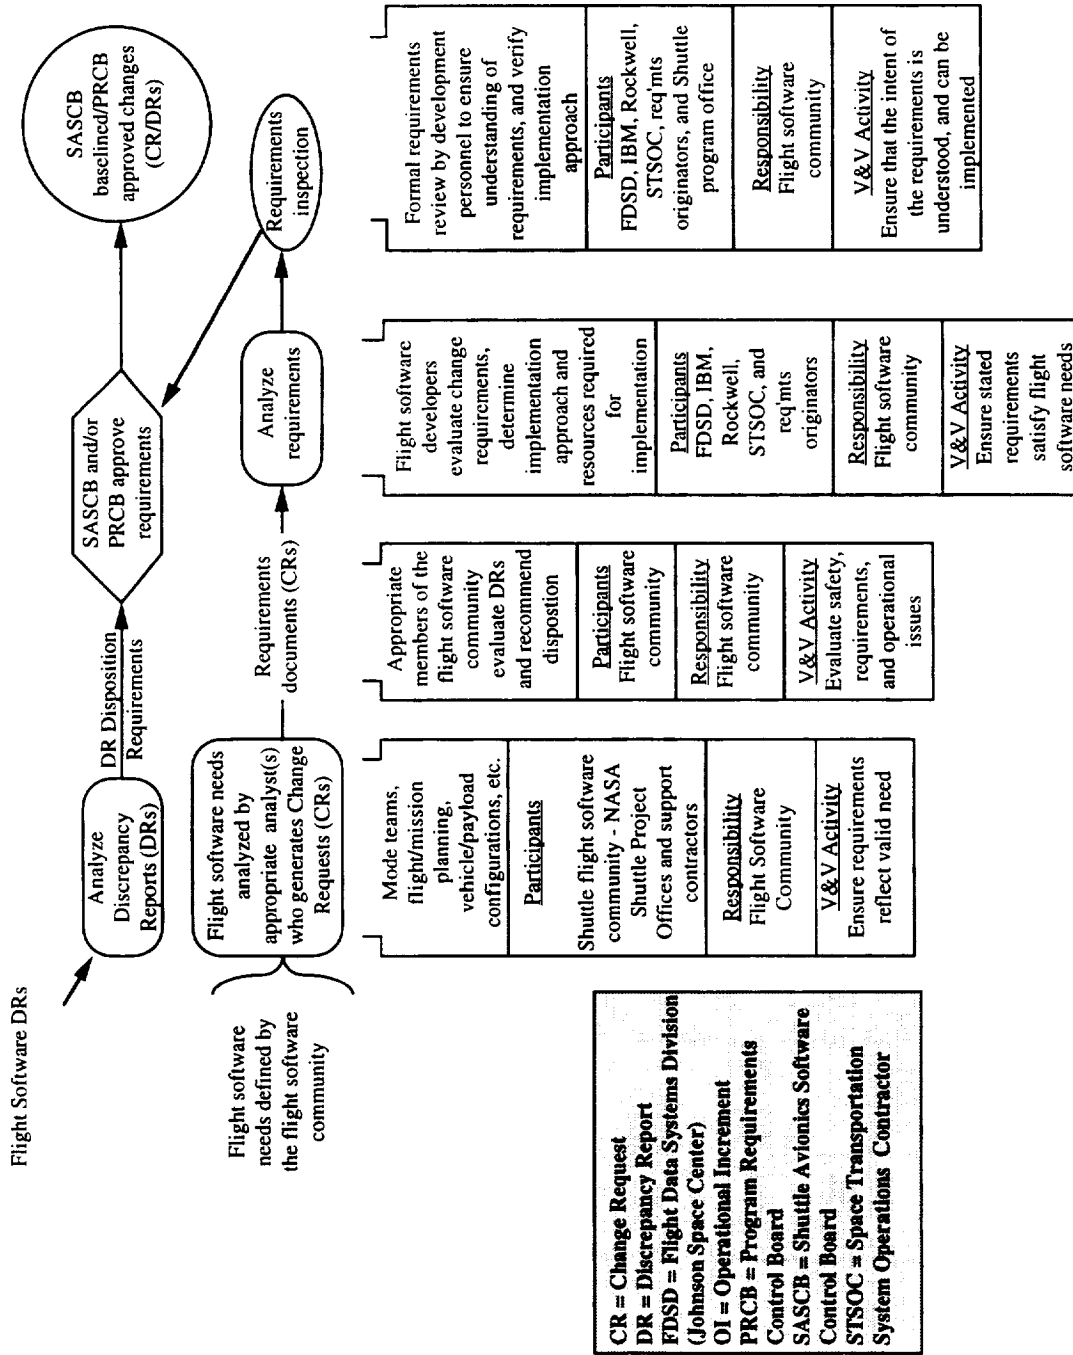 Flight Software DRs
Analyze
Discrepancy
Reports (DRs)
DR Disposition
Requirements
SASCB and/or
PRCB approve
requirements
SASCB
baselined/PRCB
approved changes
(CR/DRs)
Flight software
needs defined by
the flight software
community
Flight software needs
analyzed by
appropriate analyst(s)
who generates Change
Requests (CRs)
Requirements
documents (CRs)
Analyze
requirements
Requirements
inspection
Mode teams,
flight/mission
planning,
vehicle/payload
configurations, etc.
Participants
Shuttle flight software
community - NASA
Shuttle Project
Offices and support
contractors
Responsibility
Flight Software
Community
V&V Activity
Ensure requirements
reflect valid need
Appropriate
members of the
flight software
community
evaluate DRs
and recommend
dispostion
Participants
Flight software
community
Responsibility
Flight software
community
V&V Activity
Evaluate safety,
requirements,
and operational
issues
Flight software
developers
evaluate change
requirements,
determine
implementation
approach and
resources required
for
implementation
Participants
FDSD, IBM,
Rockwell,
STSOC, and
req'mts
originators
Responsibility
Flight software
community
V&V Activity
Ensure stated
requirements
satisfy flight
software needs
Formal requirements
review by development
personnel to ensure
understanding of
requirements, and verify
implementation
approach
Participants
FDSD, IBM, Rockwell,
STSOC, req'mts
originators, and Shuttle
program office
Responsibility
Flight software
community
V&V Activity
Ensure that the intent of
the requirements is
understood, and can be
implemented
CR = Change Request
DR = Discrepancy Report
FDSD = Flight Data Systems Division
(Johnson Space Center)
OI = Operational Increment
PRCB = Program Requirements
Control Board
SASCB = Shuttle Avionics Software
Control Board
STSOC = Space Transportation
System Operations Contractor